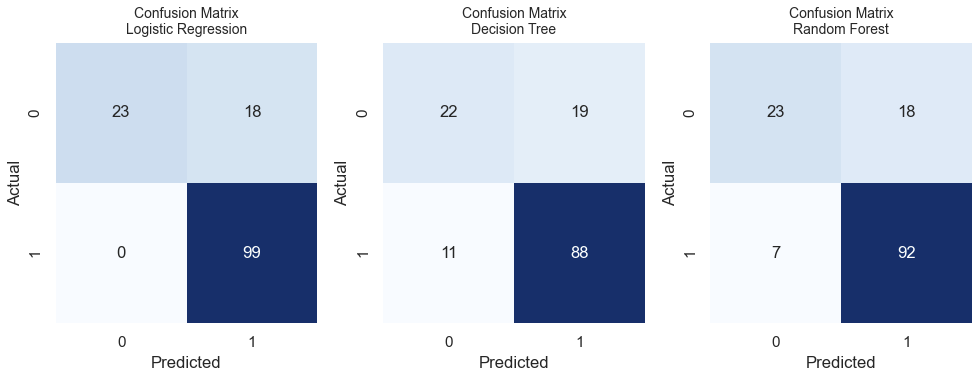 Confusion Matrix
Logistic Regression
0
23
18
Actual
1
0
99
0
1
Predicted
Confusion Matrix
Decision Tree
0
22
19
Actual
1
11
88
0
1
Predicted
Confusion Matrix
Random Forest
0
23
18
Actual
1
7
92
0
1
Predicted